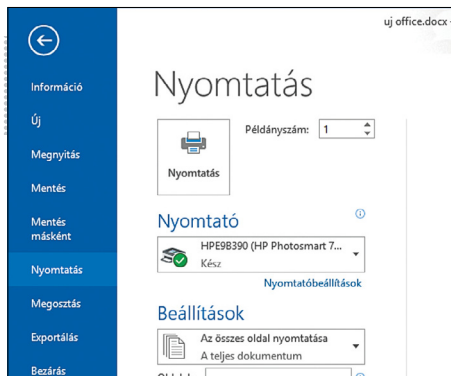 uj office.docx -
Információ
Új
Megnyitás
Mentés
Mentés
másként
Nyomtatás
Megosztás
Exportálás
Bezárás
Nyomtatás
Nyomtatás
Példányszám: 1
Nyomtató
HPE9B390 (HP Photosmart 7...
Kész
Nyomtatóbeállítások
Beállítások
Az összes oldal nyomtatása
A teljes dokumentum